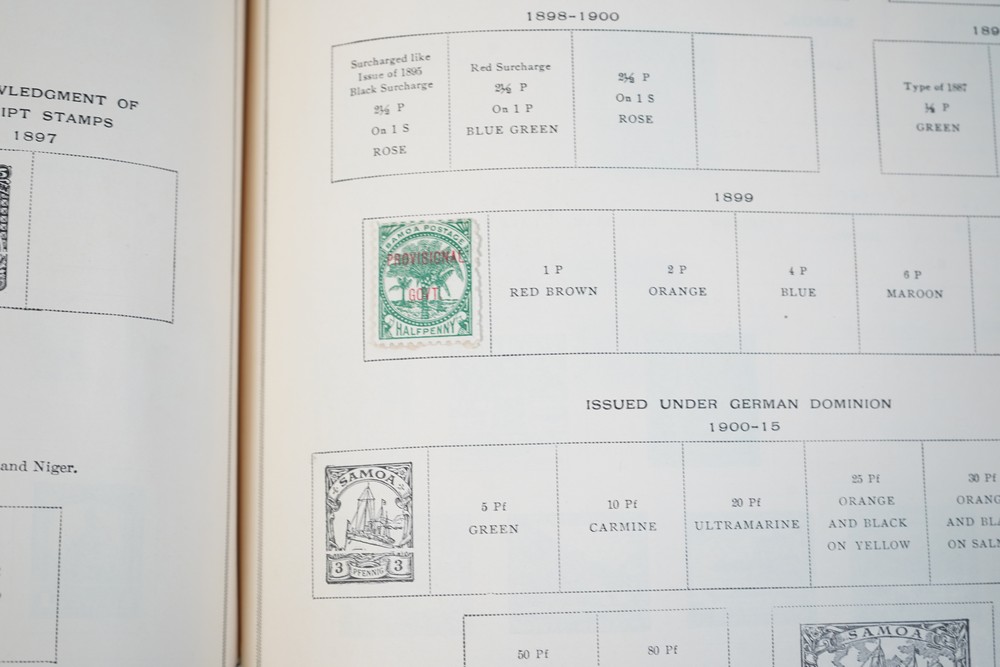 OF
STAMPS
1897
and Niger.
1898-1900
Surcharged like
Issue of 1895
Black Surcharge
2½ P
On 1 S
ROSE
Red Surcharge
2½ P
On 1 P
BLUE GREEN
2½ P
On 1 S
ROSE
Type of 1887
½ P
GREEN
1899
SAMOA POSTAGE
PROVISIONAL
GOVT.
HALFPENNY
1 P
RED BROWN
2 P
ORANGE
4 P
BLUE
6 P
MAROON
ISSUED UNDER GERMAN DOMINION
1900-15
SAMOA
3 PFENNIG 3
5 Pf
GREEN
10 Pf
CARMINE
20 Pf
ULTRAMARINE
25 Pf
ORANGE
AND BLACK
ON YELLOW
30 Pf
ON
50 Pf
80 Pf
SAMOA